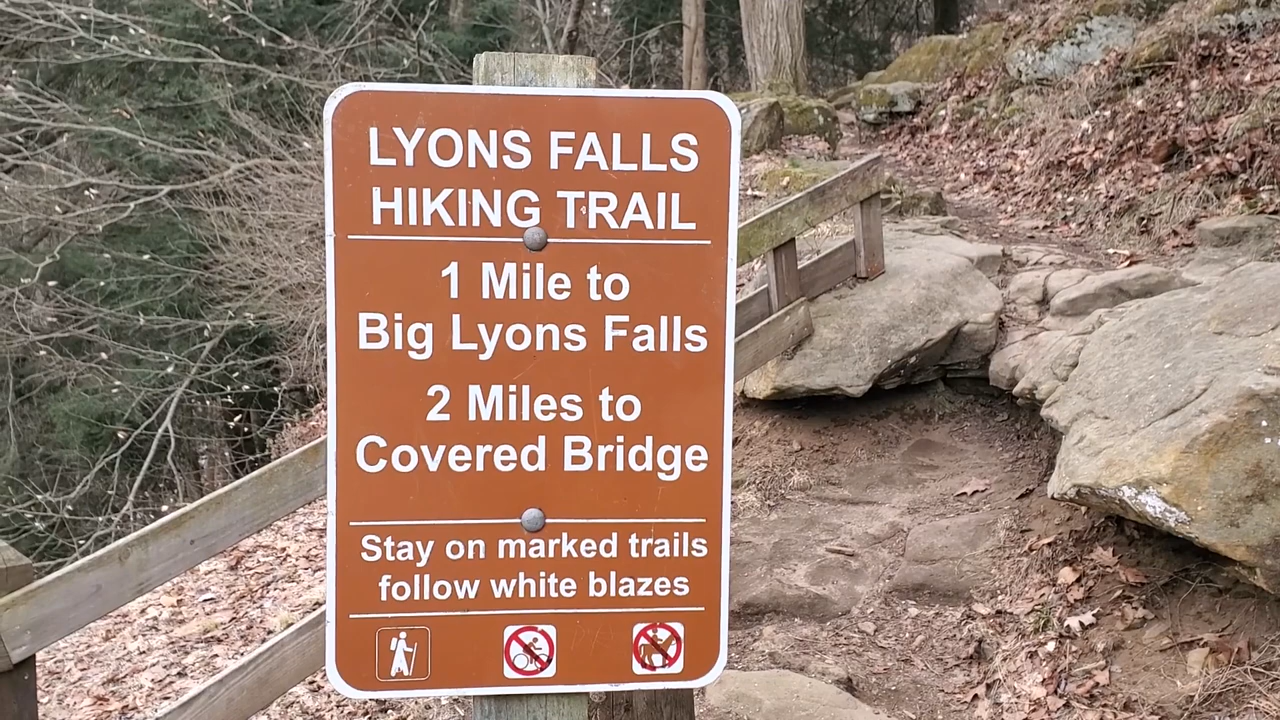 LYONS FALLS
HIKING TRAIL
1 Mile to
Big Lyons Falls
2 Miles to
Covered Bridge
Stay on marked trails
follow white blazes